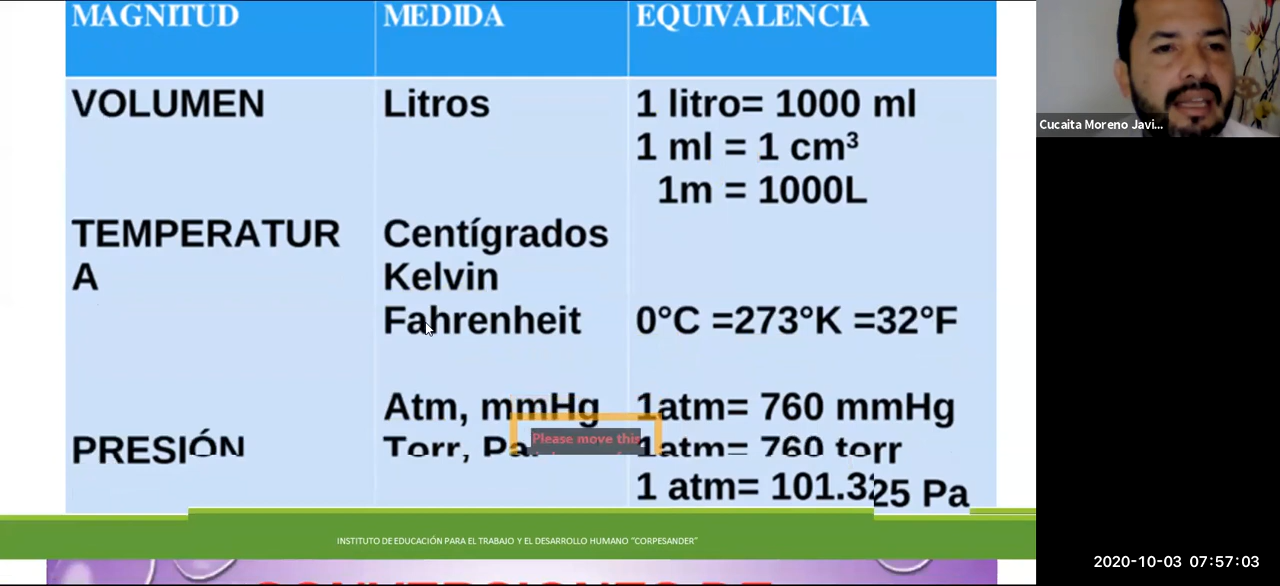 MAGNITUD MEDIDA EQUIVALENCIA
VOLUMEN Litros 1 litro= 1000 ml
1 ml = 1 cm³
1m = 1000L
TEMPERATUR Centígrados
A Kelvin
Fahrenheit 0°C =273°K =32°F
Atm, mmHg 1atm= 760 mmHg
PRESIÓN Torr, Pa 1atm= 760 torr
Please move this
1 atm= 101.325 Pa
INSTITUTO DE EDUCACIÓN PARA EL TRABAJO Y EL DESARROLLO HUMANO “CORPESANDER”
Cucaita Moreno Javi...
2020-10-03 07:57:03